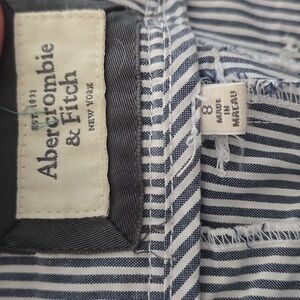 EST. 1892
Abercrombie
& Fitch
NEW YORK
8
MADE
IN
MACAU